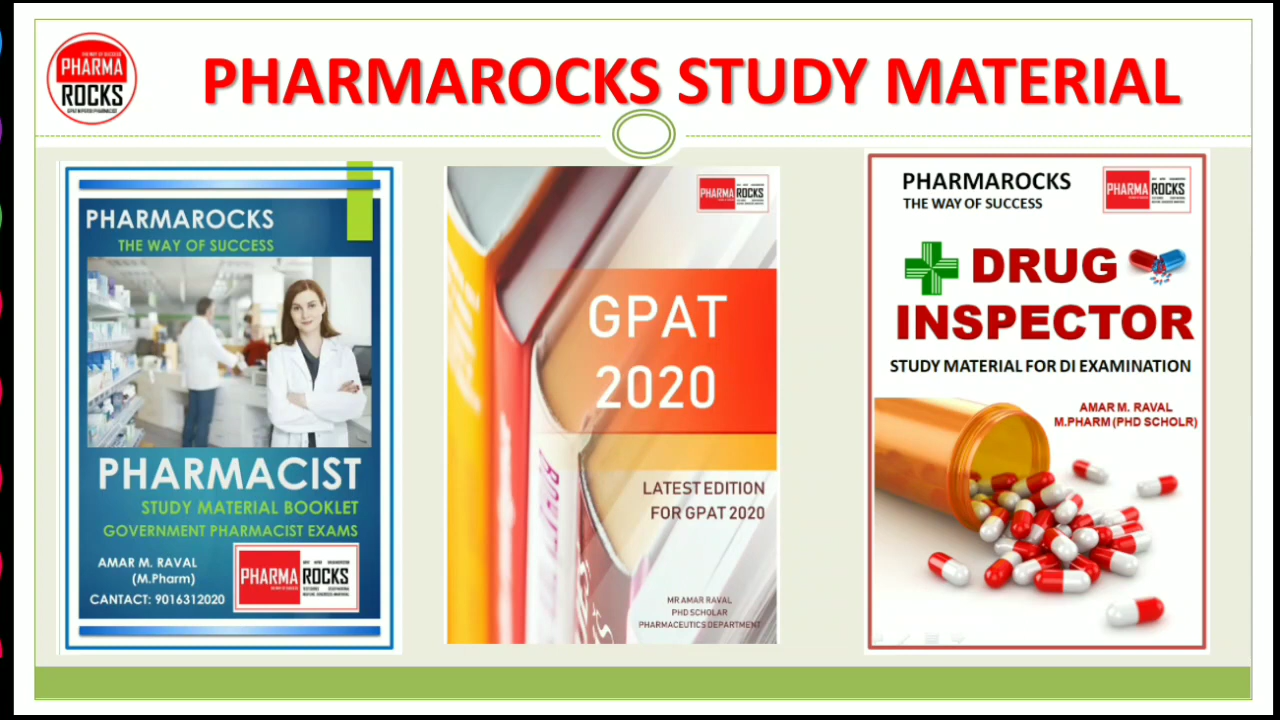 PHARMA
ROCKS
PHARMAROCKS STUDY MATERIAL
PHARMAROCKS
THE WAY OF SUCCESS
PHARMACIST
STUDY MATERIAL BOOKLET
GOVERNMENT PHARMACIST EXAMS
AMAR M. RAVAL
(M.Pharm)
CANTACT: 9016312020
PHARMA ROCKS
PHARMA ROCKS
GPAT
2020
LATEST EDITION
FOR GPAT 2020
MR AMAR RAVAL
PHD SCHOLAR
PHARMACEUTICS DEPARTMENT
PHARMAROCKS
THE WAY OF SUCCESS
PHARMA ROCKS
DRUG
INSPECTOR
STUDY MATERIAL FOR DI EXAMINATION
AMAR M. RAVAL
M.PHARM (PHD SCHOLR)